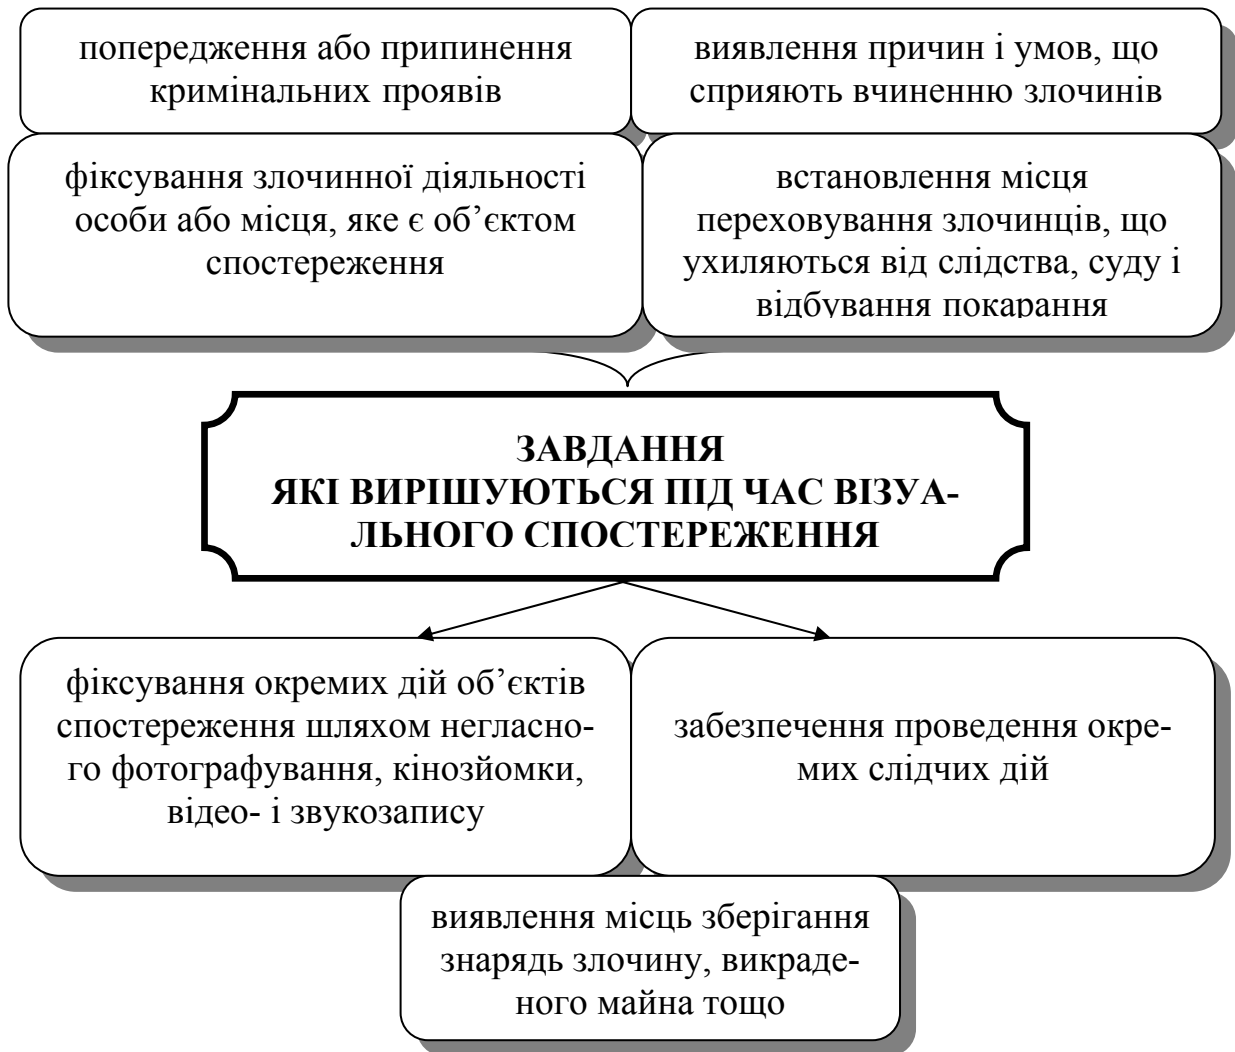 попередження або припинення
кримінальних проявів
виявлення причин і умов, що
сприяють вчиненню злочинів
фіксування злочинної діяльності
особи або місця, яке є об’єктом
спостереження
встановлення місця
переховування злочинців, що
ухиляються від слідства, суду і
відбування покарання
ЗАВДАННЯ
ЯКІ ВИРІШУЮТЬСЯ ПІД ЧАС ВІЗУА-
ЛЬНОГО СПОСТЕРЕЖЕННЯ
фіксування окремих дій об’єктів
спостереження шляхом негласно-
го фотографування, кінозйомки,
відео- і звукозапису
забезпечення проведення окре-
мих слідчих дій
виявлення місць зберігання
знарядь злочину, викраде-
ного майна тощо